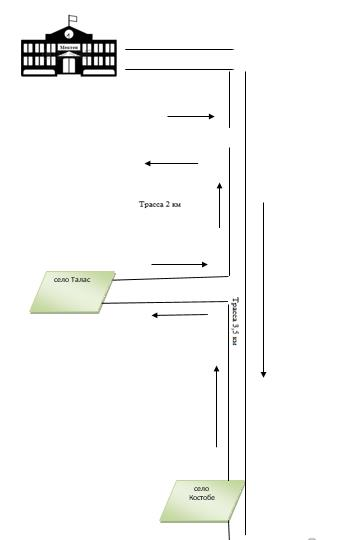 Мектеп
Трасса 2 км
село Талас
Трасса 3,5 км
село
Костобе